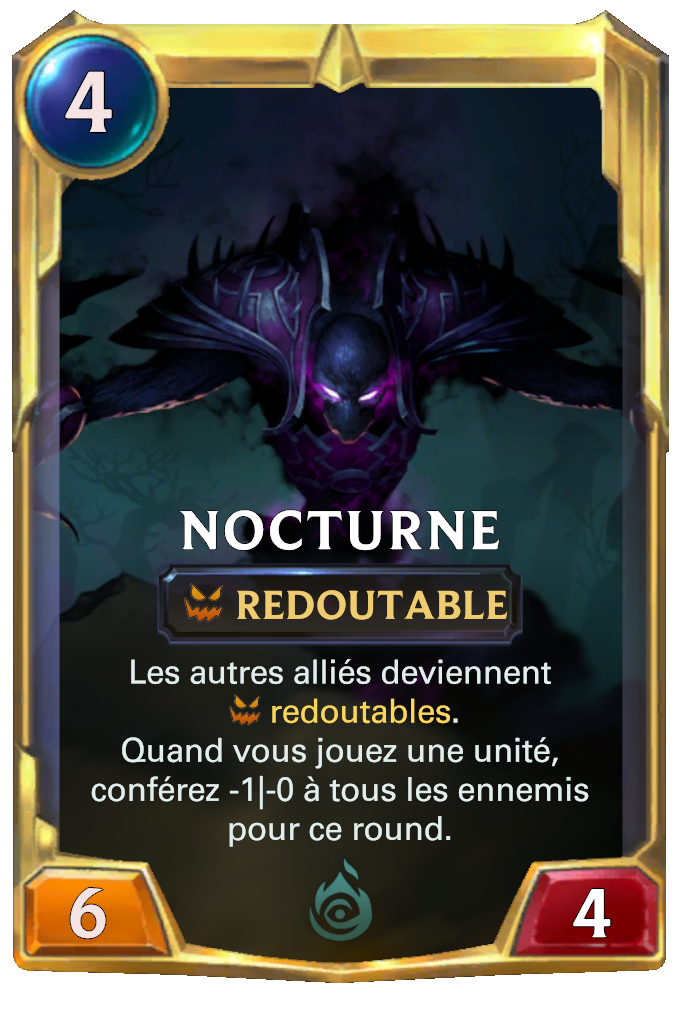 4
NOCTURNE
REDOUTABLE
Les autres alliés deviennent
redoutables.
Quand vous jouez une unité,
conférez -1|-0 à tous les ennemis
pour ce round.
6
4